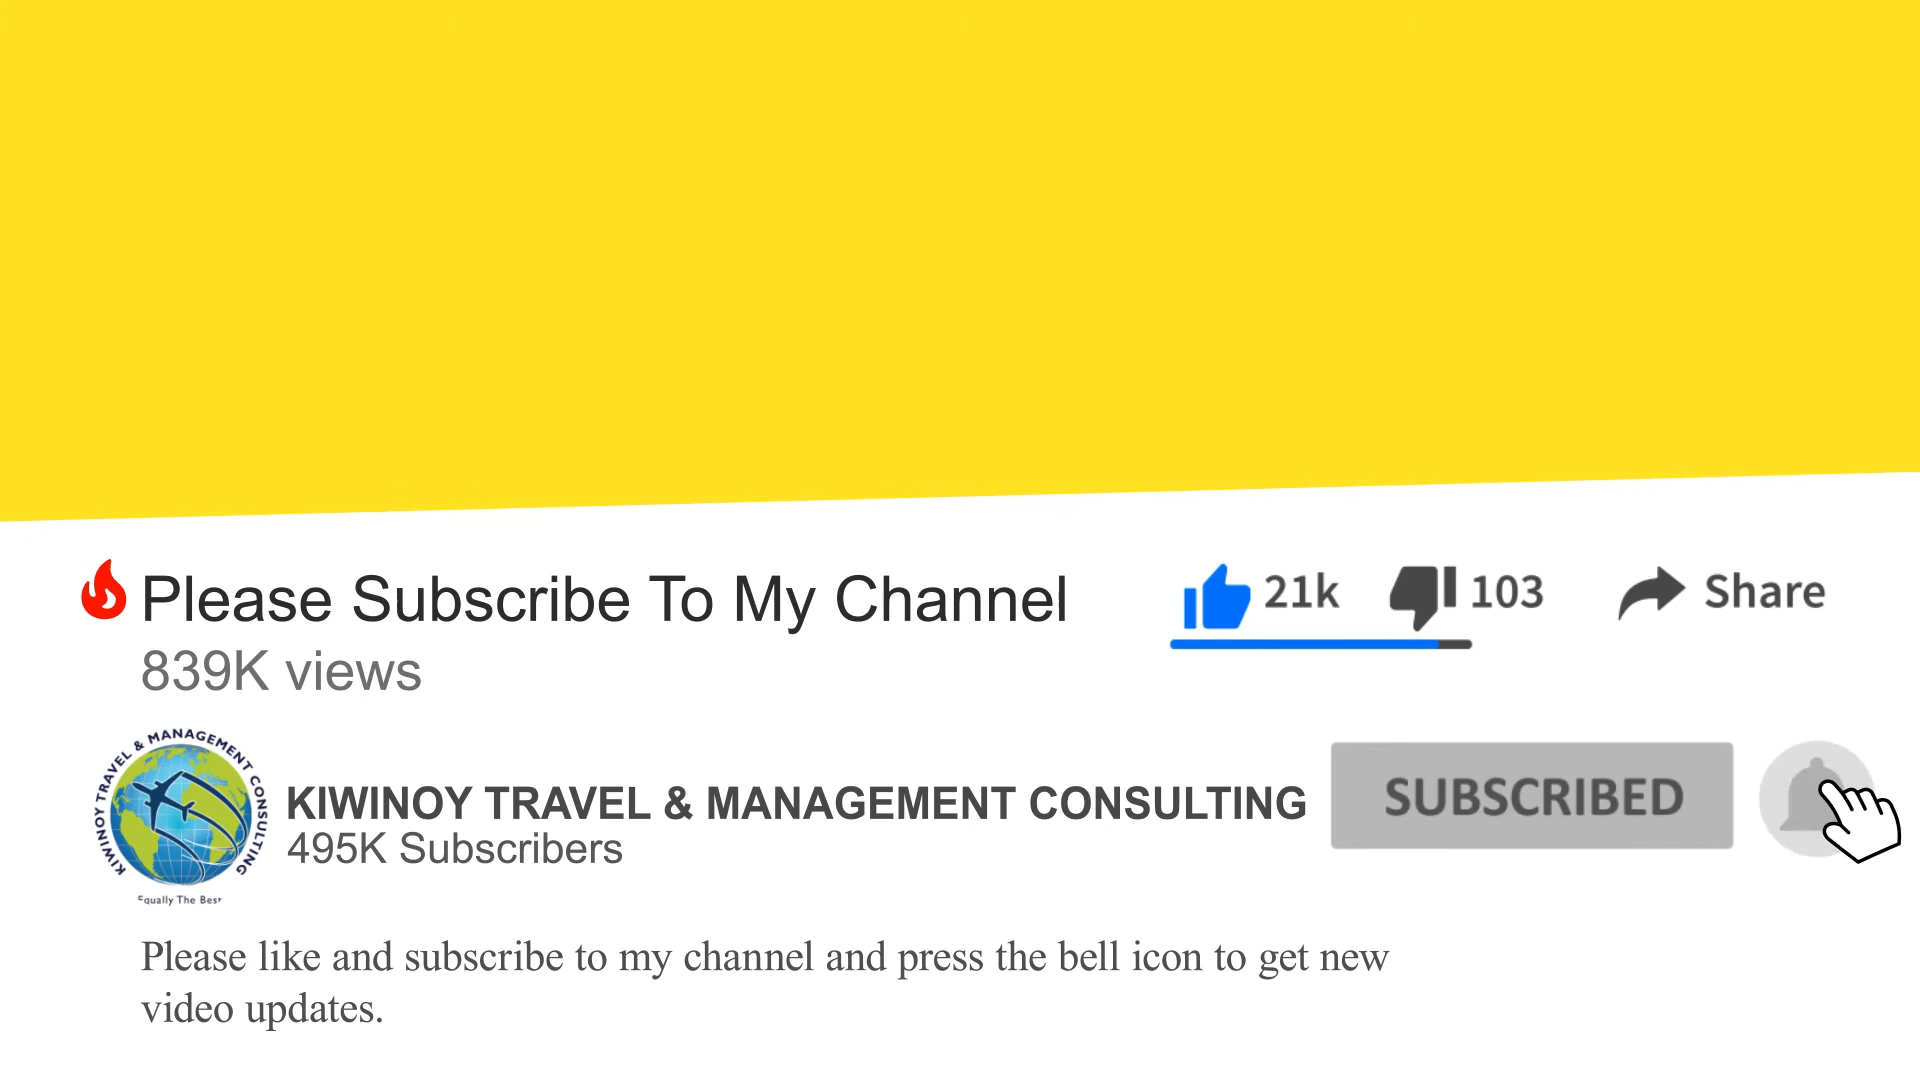 Please Subscribe To My Channel
21k
103
Share
839K views
KIWINOY TRAVEL & MANAGEMENT CONSULTING
Equally The Best
KIWINOY TRAVEL & MANAGEMENT CONSULTING
495K Subscribers
SUBSCRIBED
Please like and subscribe to my channel and press the bell icon to get new
video updates.